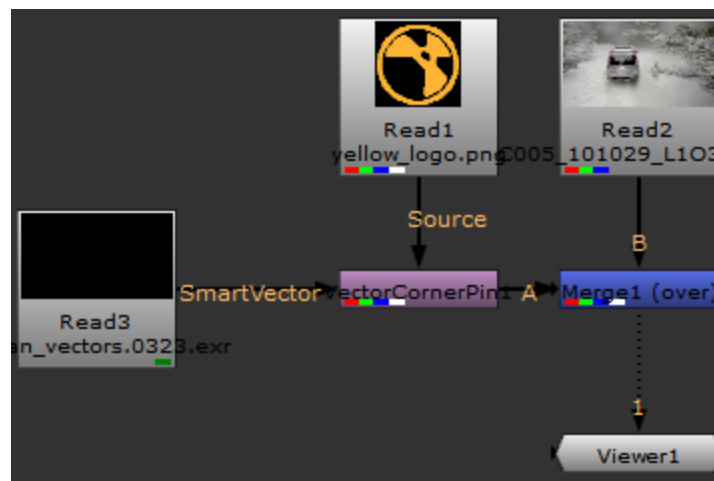 Read1
yellow_logo.png
Read2
C005_101029_L1O3
Source
B
SmartVector
VectorCornerPin1
A
Merge1 (over)
Read3
an_vectors.0323.exr
1
Viewer1